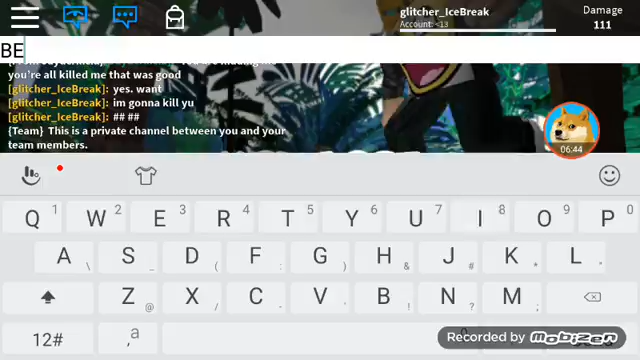 glitcher_IceBreak
Account: <13
Damage
111
BE
you're all killed me that was good
[glitcher_IceBreak]: yes. want
[glitcher_IceBreak]: im gonna kill yu
[glitcher_IceBreak]: ## ##
{Team} This is a private channel between you and your
team members.
06:44
Q 1 W 2 E 3 R 4 T 5 Y 6 U 7 I 8 O 9 P 0
A \ S _ D ( F : G ) H & J # K * L "
Z @ X / C - V · B ! N ? M ;
12# , a
Recorded by MOBIZEN